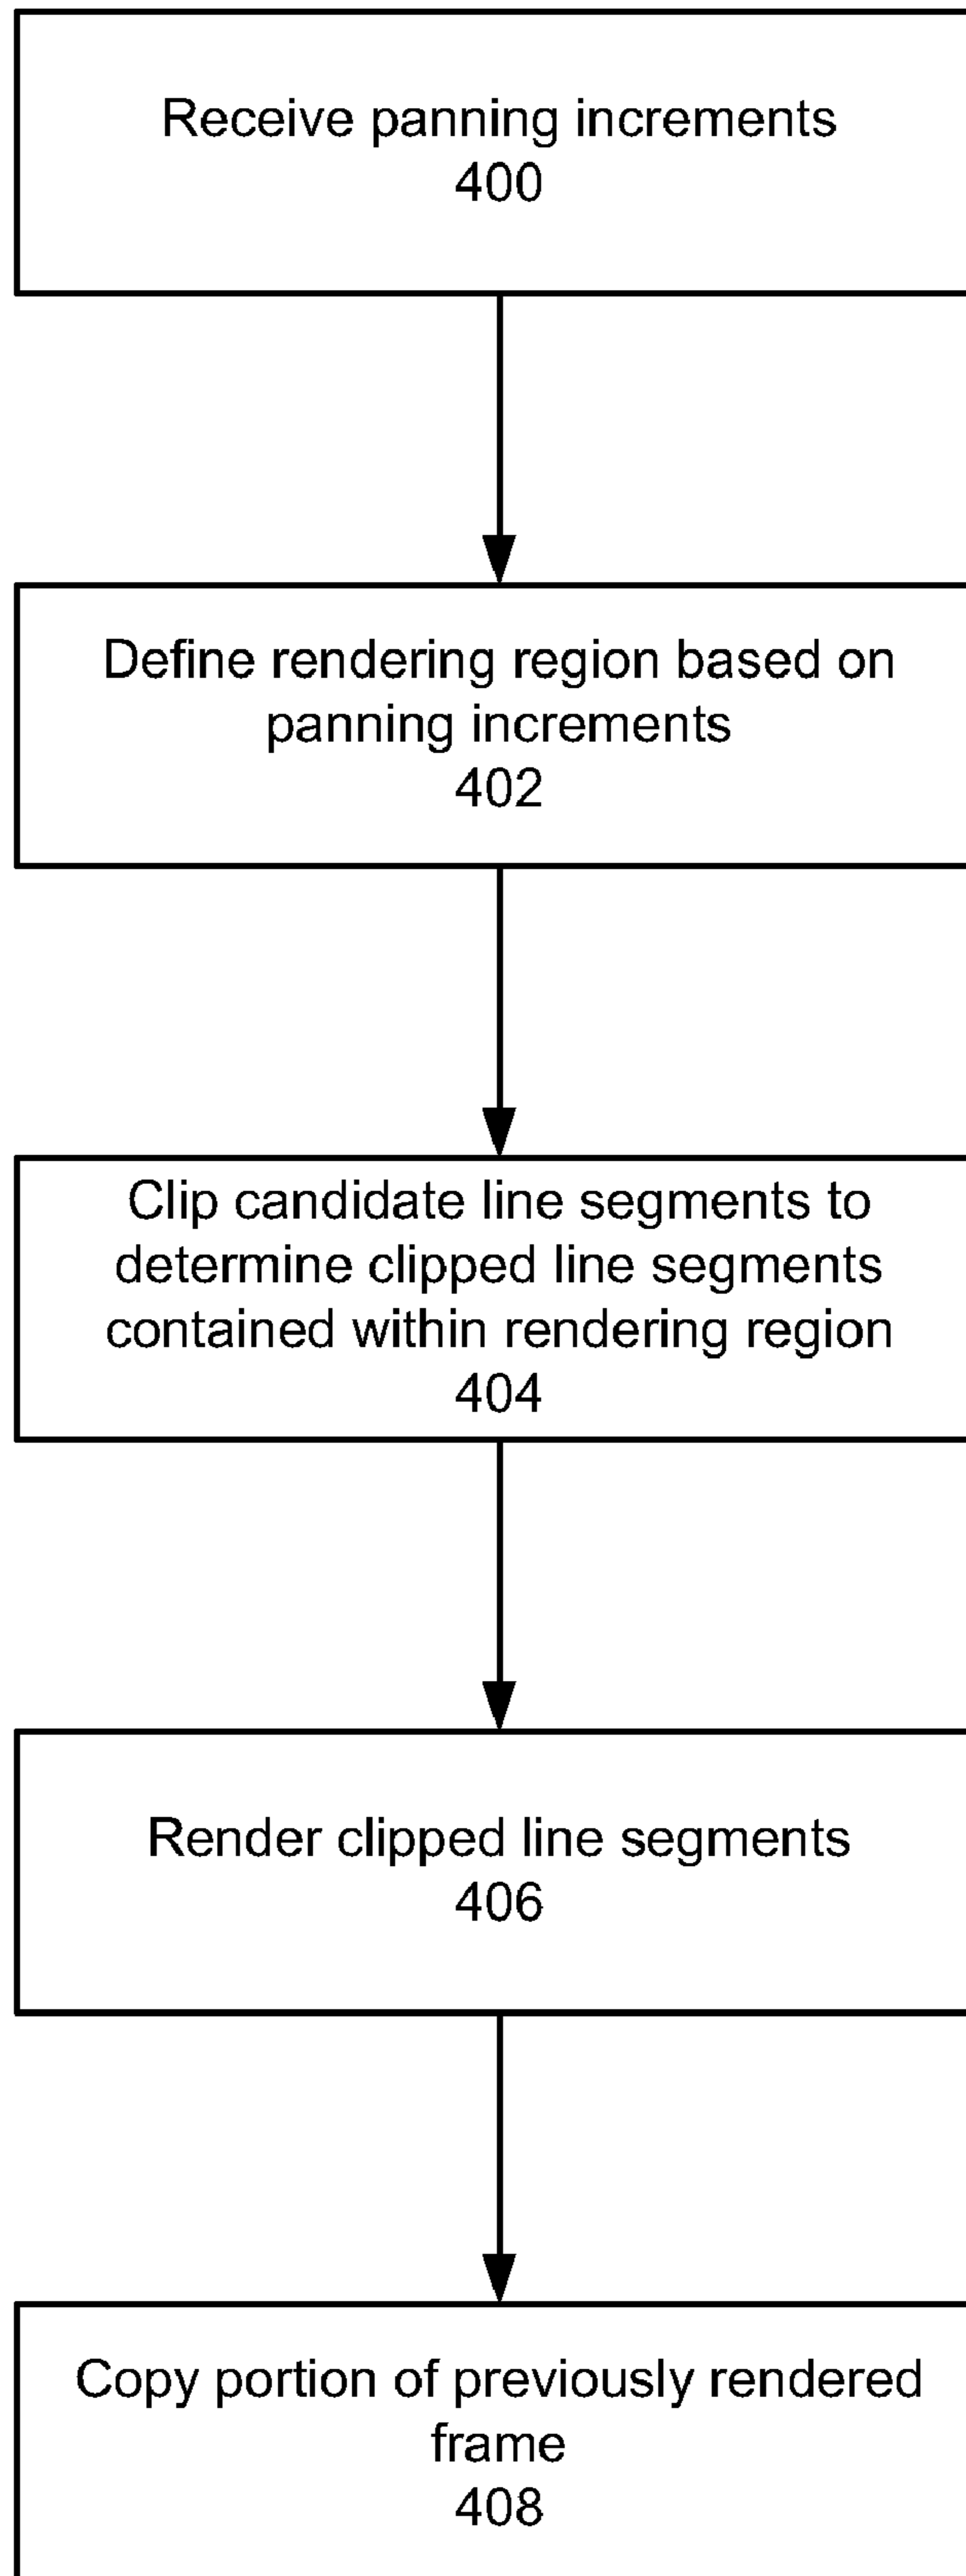 Receive panning increments
400
Define rendering region based on
panning increments
402
Clip candidate line segments to
determine clipped line segments
contained within rendering region
404
Render clipped line segments
406
Copy portion of previously rendered
frame
408